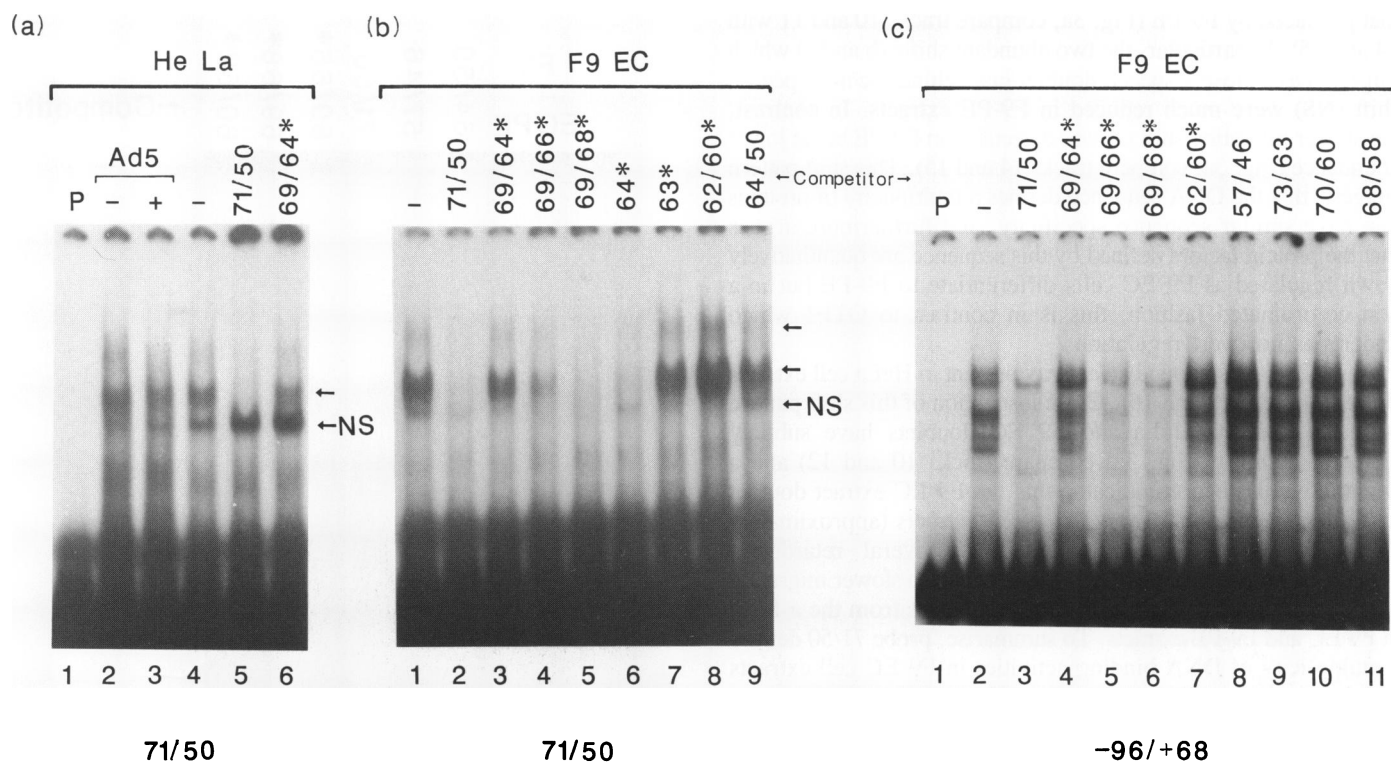 (a) (b) (c)
He La F9 EC F9 EC
Ad5
P - + - 71/50 69/64*
- 71/50 69/64* 69/66* 69/68* 64* 63* 62/60* 64/50
←Competitor→
P - 71/50 69/64* 69/66* 69/68* 62/60* 57/46 73/63 70/60 68/58
←
←NS
←
←
←NS
1 2 3 4 5 6 1 2 3 4 5 6 7 8 9 1 2 3 4 5 6 7 8 9 10 11
71/50 71/50 -96/+68